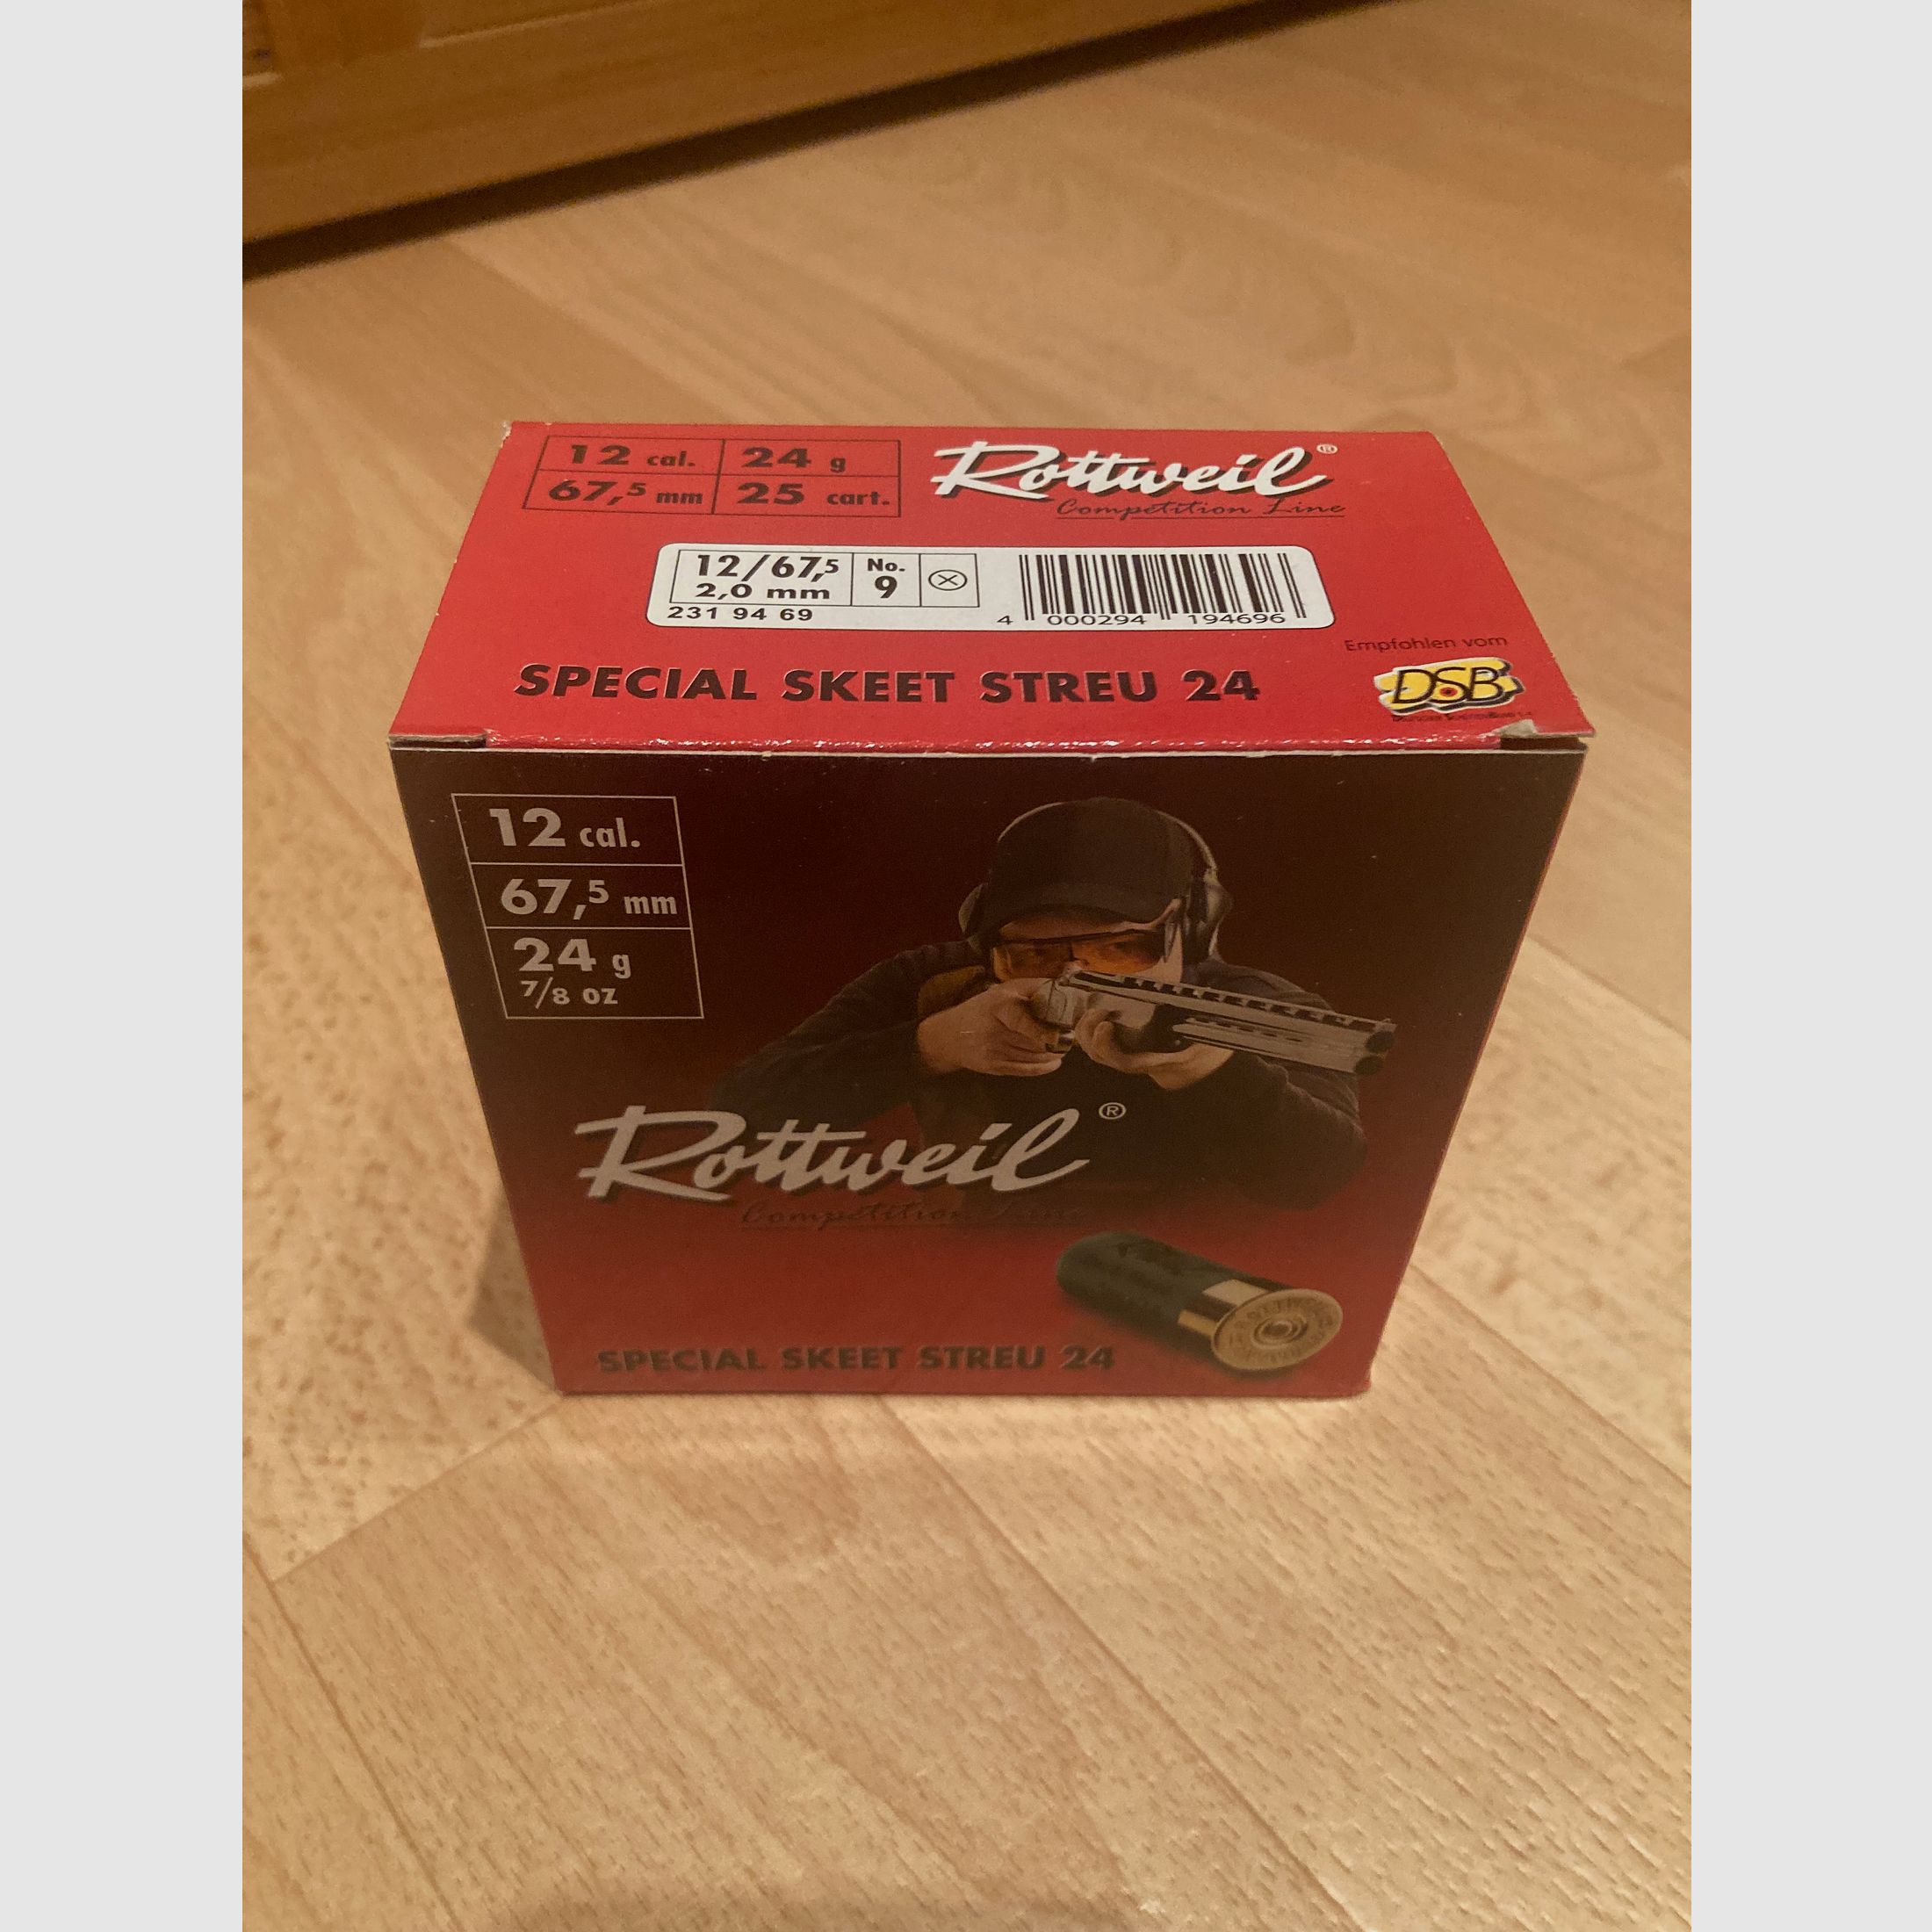 12 cal. 24 g
67,5 mm 25 cart.
Rottweil®
Competition Line
12/67,5 No.
2,0 mm 9
231 94 69
4 000294 194696
Empfohlen vom
DSB
SPECIAL SKEET STREU 24
12 cal.
67,5 mm
24 g
7/8 oz
Rottweil®
Competition Line
SPECIAL SKEET STREU 24